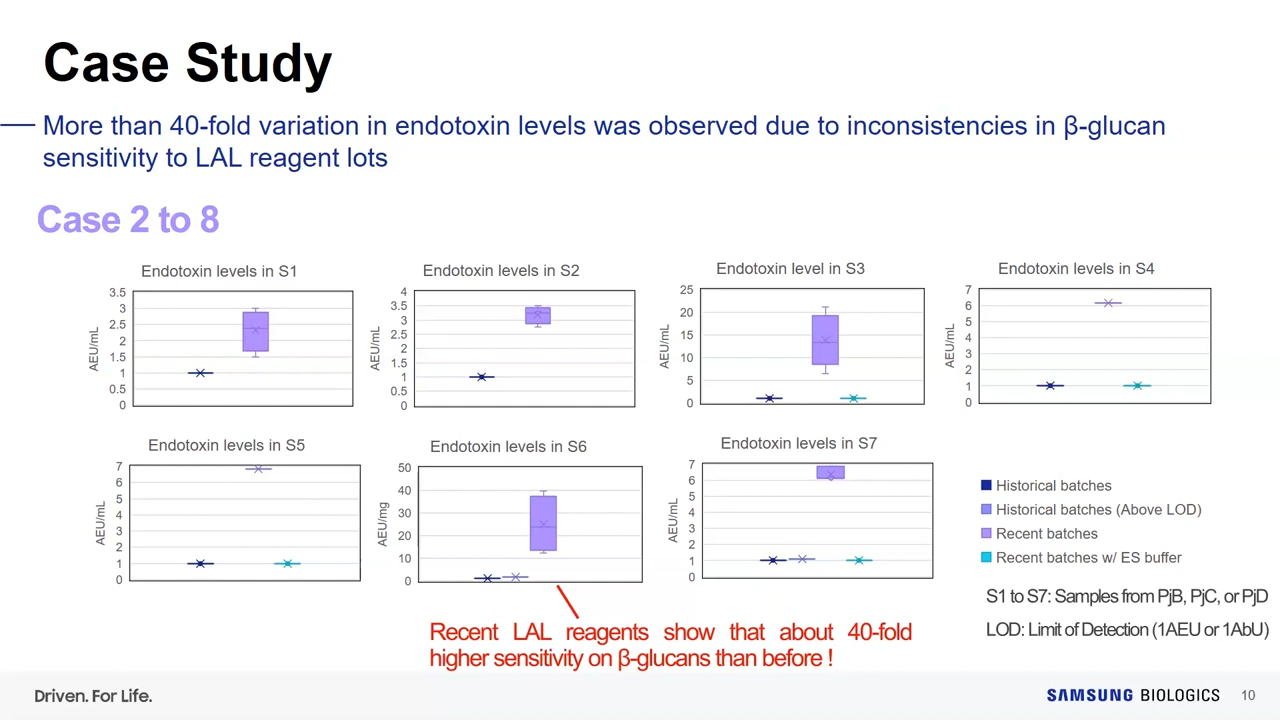 Case Study
More than 40-fold variation in endotoxin levels was observed due to inconsistencies in β-glucan
sensitivity to LAL reagent lots
Case 2 to 8
Endotoxin levels in S1
AEU/mL
3.5
3
2.5
2
1.5
1
0.5
0
Endotoxin levels in S2
AEU/mL
4
3.5
3
2.5
2
1.5
1
0.5
0
Endotoxin level in S3
AEU/mL
25
20
15
10
5
0
Endotoxin levels in S4
AEU/mL
7
6
5
4
3
2
1
0
Endotoxin levels in S5
AEU/mL
7
6
5
4
3
2
1
0
Endotoxin levels in S6
AEU/mg
50
40
30
20
10
0
Endotoxin levels in S7
AEU/mL
7
6
5
4
3
2
1
0
Historical batches
Historical batches (Above LOD)
Recent batches
Recent batches w/ ES buffer
S1 to S7: Samples from PjB, PjC, or PjD
LOD: Limit of Detection (1AEU or 1AbU)
Recent LAL reagents show that about 40-fold
higher sensitivity on β-glucans than before !
Driven. For Life.
SAMSUNG BIOLOGICS
10